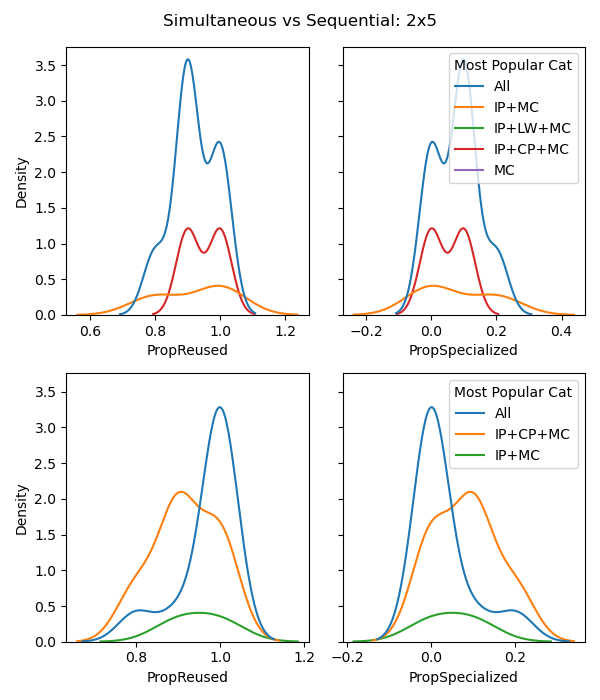 Simultaneous vs Sequential: 2x5
Density
3.5
3.0
2.5
2.0
1.5
1.0
0.5
0.0
0.6 0.8 1.0 1.2
PropReused
Most Popular Cat
All
IP+MC
IP+LW+MC
IP+CP+MC
MC
−0.2 0.0 0.2 0.4
PropSpecialized
Density
3.5
3.0
2.5
2.0
1.5
1.0
0.5
0.0
0.8 1.0 1.2
PropReused
Most Popular Cat
All
IP+CP+MC
IP+MC
−0.2 0.0 0.2
PropSpecialized